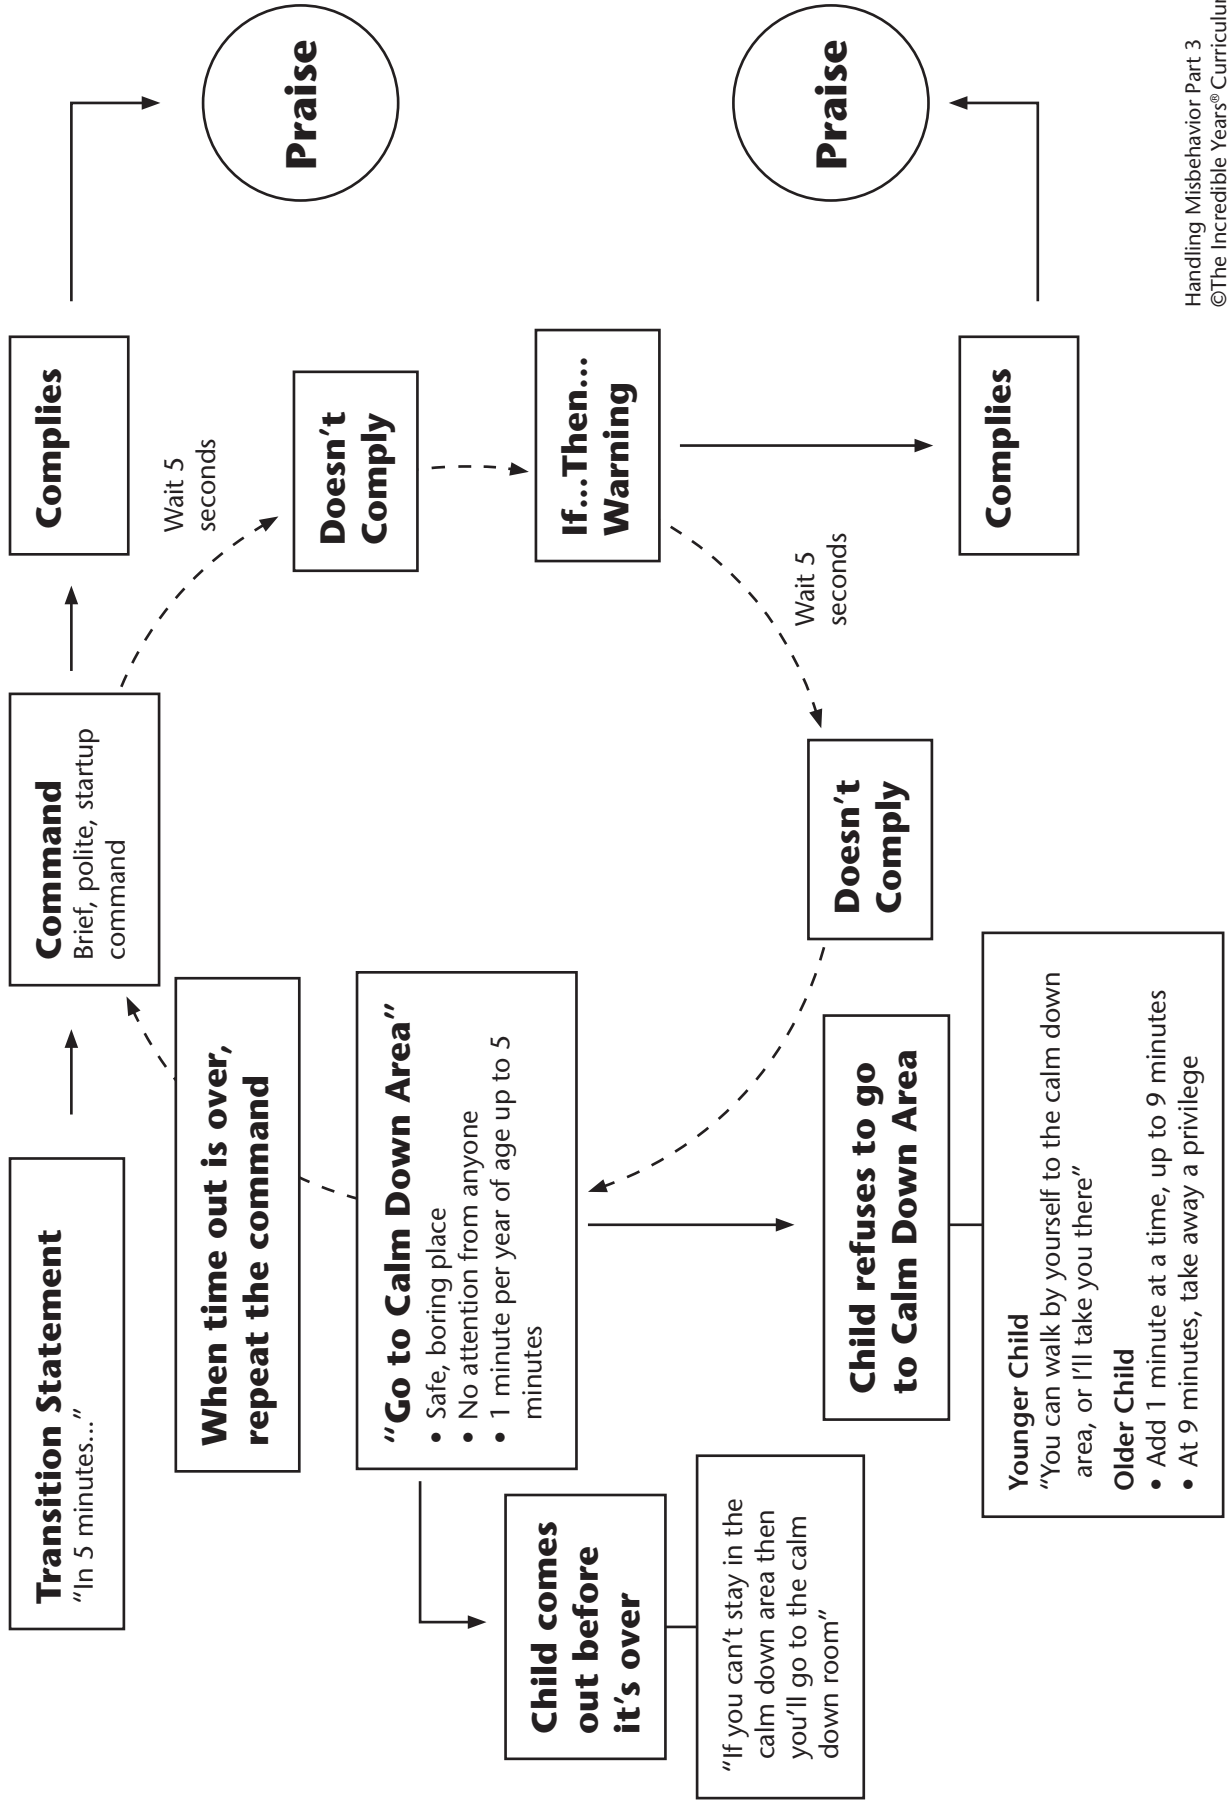 Transition Statement
“In 5 minutes...”
Command
Brief, polite, startup
command
Complies
Praise
Wait 5
seconds
Doesn’t
Comply
If...Then...
Warning
Complies
Praise
Wait 5
seconds
Doesn’t
Comply
When time out is over,
repeat the command
“Go to Calm Down Area”
• Safe, boring place
• No attention from anyone
• 1 minute per year of age up to 5
minutes
Child comes
out before
it’s over
“If you can’t stay in the
calm down area then
you’ll go to the calm
down room”
Child refuses to go
to Calm Down Area
Younger Child
“You can walk by yourself to the calm down
area, or I’ll take you there”
Older Child
• Add 1 minute at a time, up to 9 minutes
• At 9 minutes, take away a privilege
Handling Misbehavior Part 3
©The Incredible Years® Curriculum